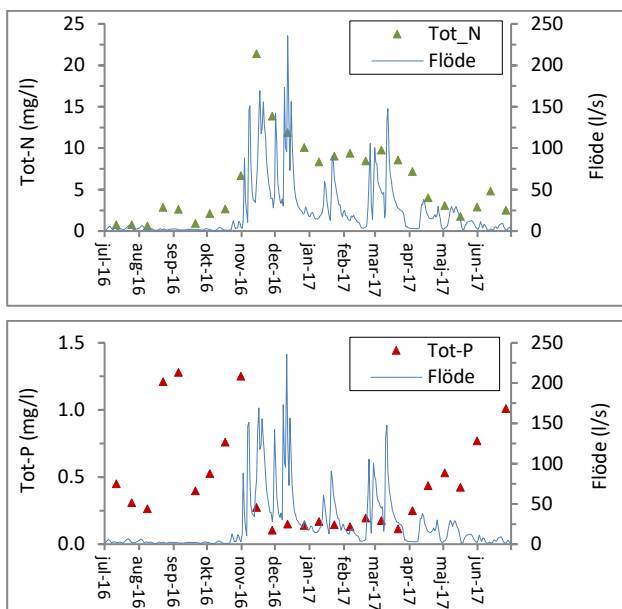 25 250
Tot_N
Flöde
20 200
15 150
10 100
5 50
0 0
Tot-N (mg/l)
Flöde (l/s)
jul-16 aug-16 sep-16 okt-16 nov-16 dec-16 jan-17 feb-17 mar-17 apr-17 maj-17 jun-17
1.5 250
Tot-P
Flöde
200
1.0
150
100
0.5
50
0.0 0
Tot-P (mg/l)
Flöde (l/s)
jul-16 aug-16 sep-16 okt-16 nov-16 dec-16 jan-17 feb-17 mar-17 apr-17 maj-17 jun-17